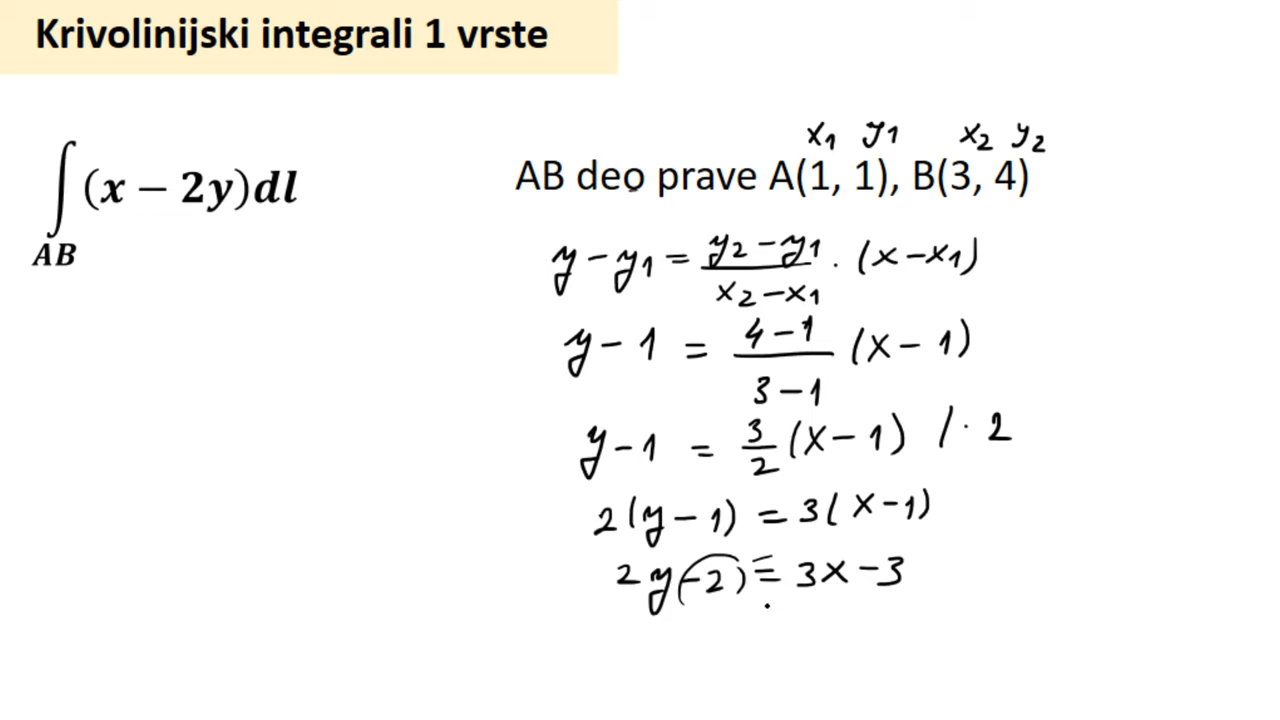 Krivolinijski integrali 1 vrste
∫AB (x − 2y)dl
x1 y1 x2 y2
AB deo prave A(1, 1), B(3, 4)
y − y1 = (y2 − y1)/(x2 − x1) · (x − x1)
y − 1 = (4 − 1)/(3 − 1) (x − 1)
y − 1 = 3/2 (x − 1) / · 2
2(y − 1) = 3(x − 1)
2y − 2 = 3x − 3